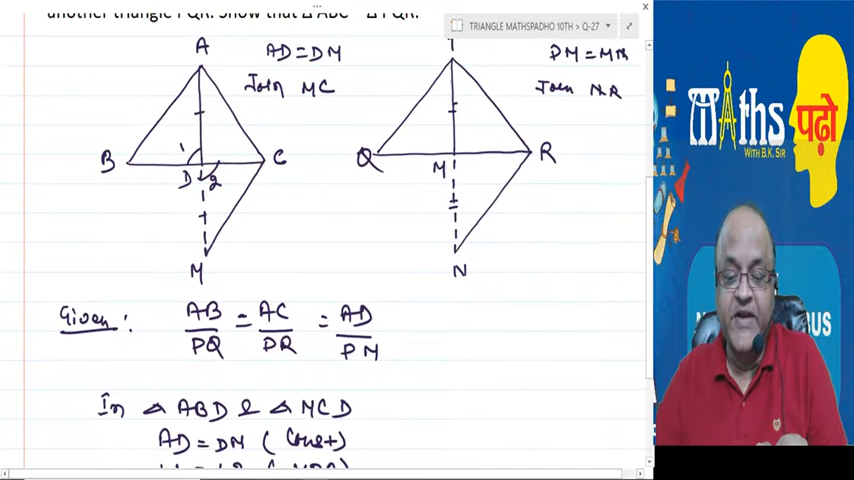 another triangle PQR. Show that Δ ABC ~ Δ PQR.
TRIANGLE MATHSPADHO 10TH > Q-27
A
AD = DM
Join MC
B
1
C
D
2
M
PM = MN
Join NR
Q
M
R
N
Given : AB/PQ = AC/PR = AD/PM
In △ ABD & △ MCD
AD = DM (Const)
Maths
पढ़ो
WITH B.K. SIR
BUS